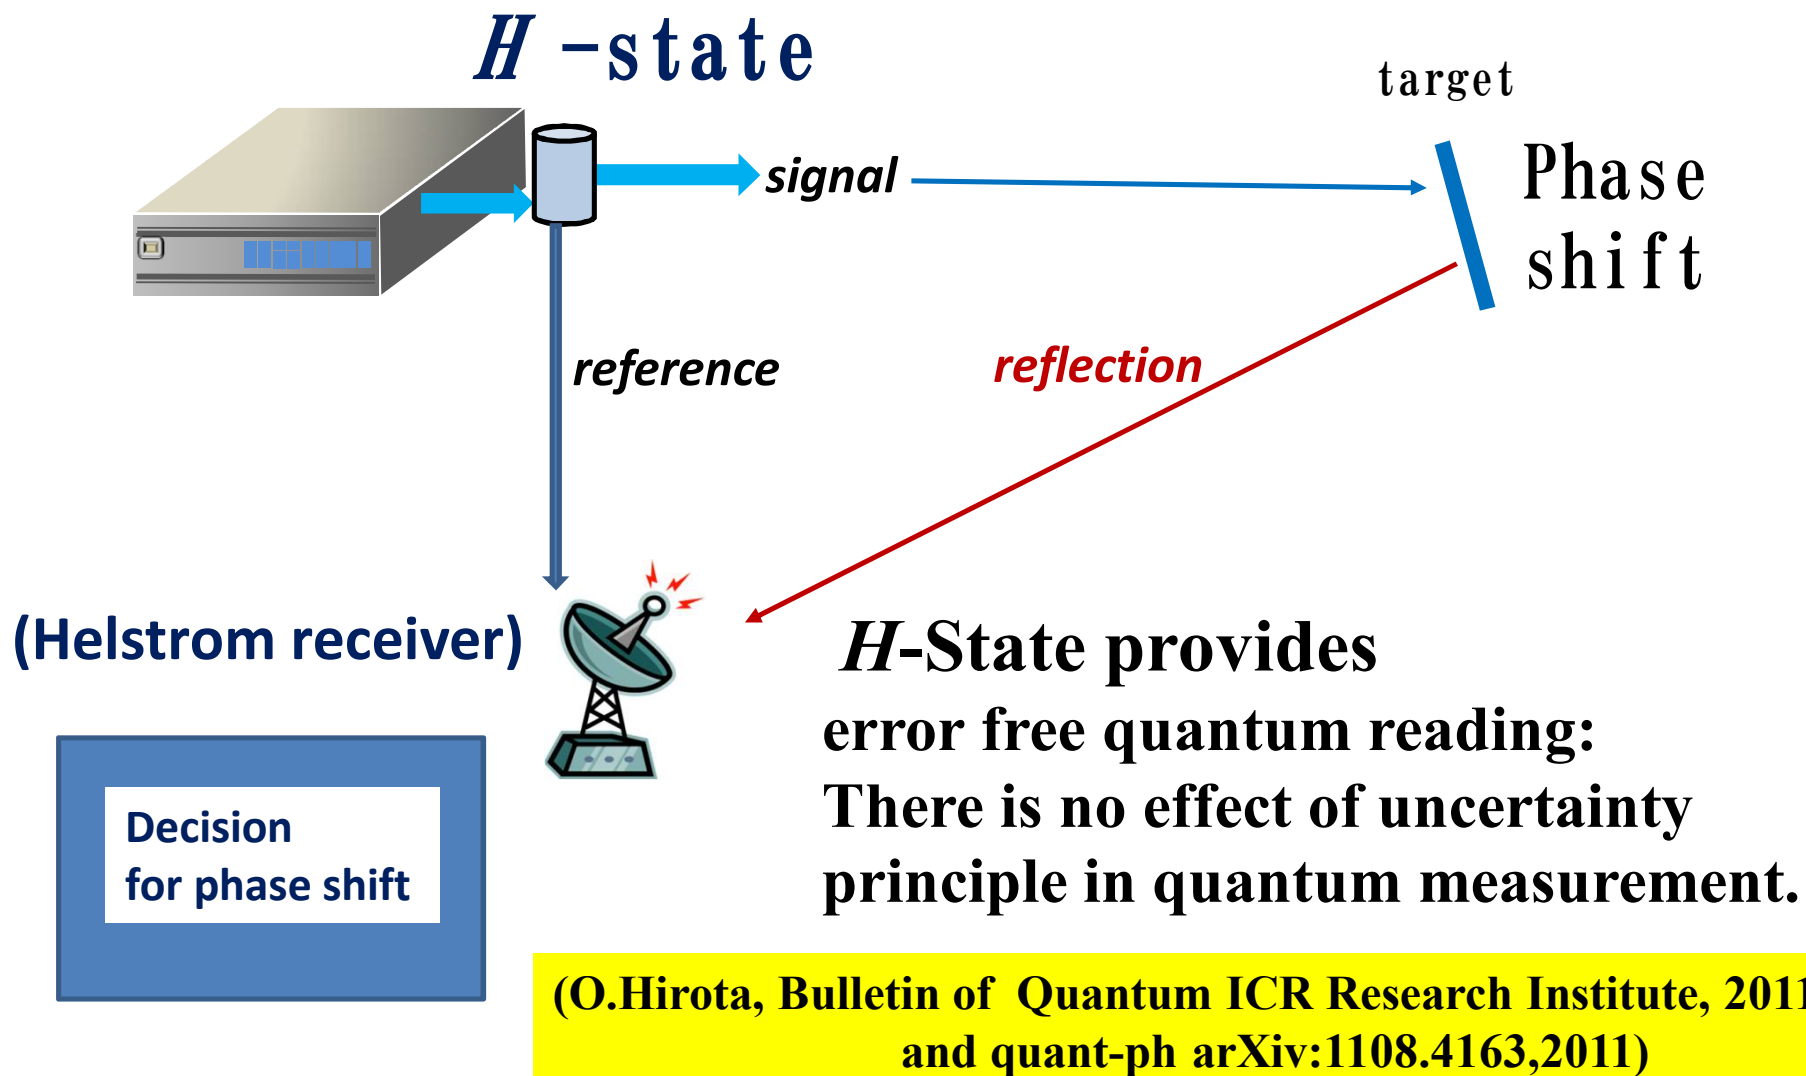 H-state
target
signal
Phase
shift
reference
reflection
(Helstrom receiver)
H-State provides
error free quantum reading:
There is no effect of uncertainty
principle in quantum measurement.
Decision
for phase shift
(O.Hirota, Bulletin of Quantum ICR Research Institute, 2011
and quant-ph arXiv:1108.4163,2011)